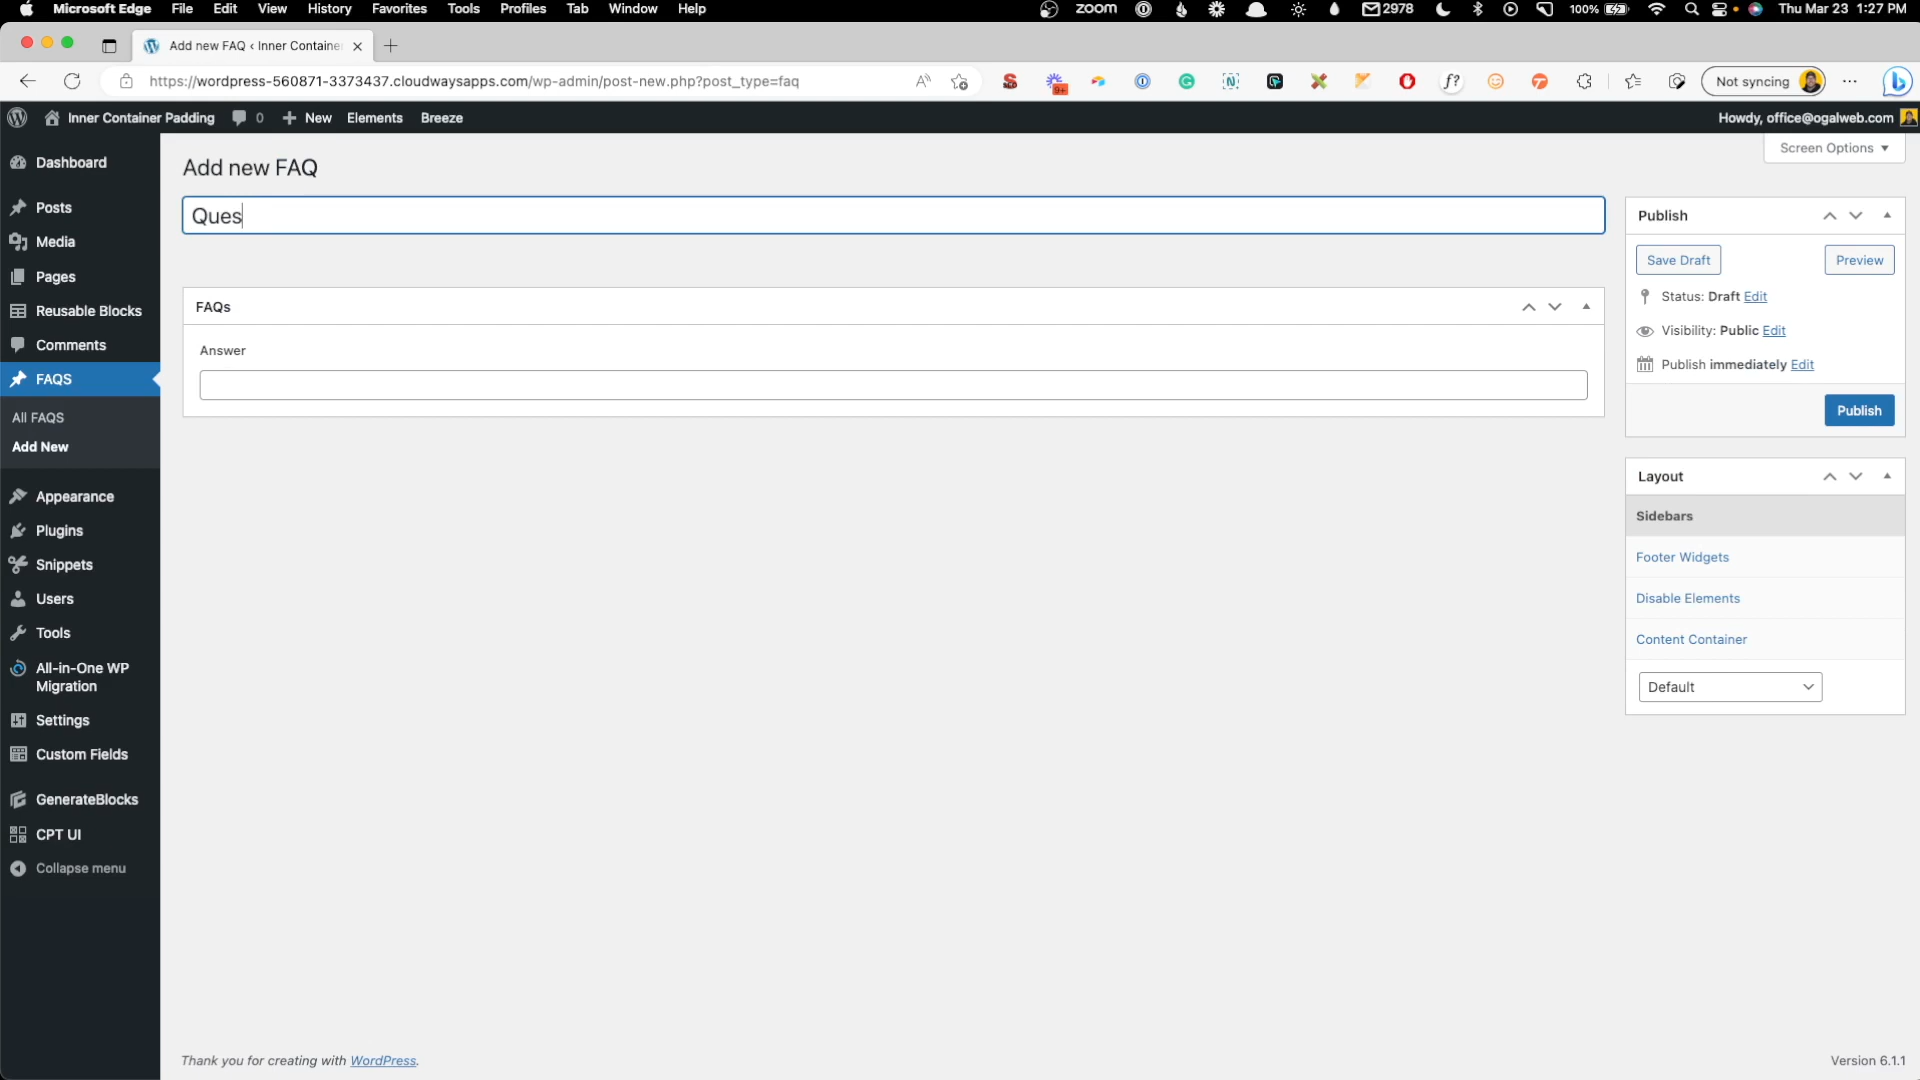 Microsoft Edge File Edit View History Favorites Tools Profiles Tab Window Help zoom 2978 100% Thu Mar 23 1:27 PM
Add new FAQ ‹ Inner Containe
https://wordpress-560871-3373437.cloudwaysapps.com/wp-admin/post-new.php?post_type=faq 9+ f? Not syncing
Inner Container Padding 0 New Elements Breeze Howdy, office@ogalweb.com
Screen Options
Dashboard
Posts
Media
Pages
Reusable Blocks
Comments
FAQS
All FAQS
Add New
Appearance
Plugins
Snippets
Users
Tools
All-in-One WP
Migration
Settings
Custom Fields
GenerateBlocks
CPT UI
Collapse menu
Add new FAQ
Ques
FAQs
Answer
Publish
Save Draft Preview
Status: Draft Edit
Visibility: Public Edit
Publish immediately Edit
Publish
Layout
Sidebars
Footer Widgets
Disable Elements
Content Container
Default
Thank you for creating with WordPress.
Version 6.1.1